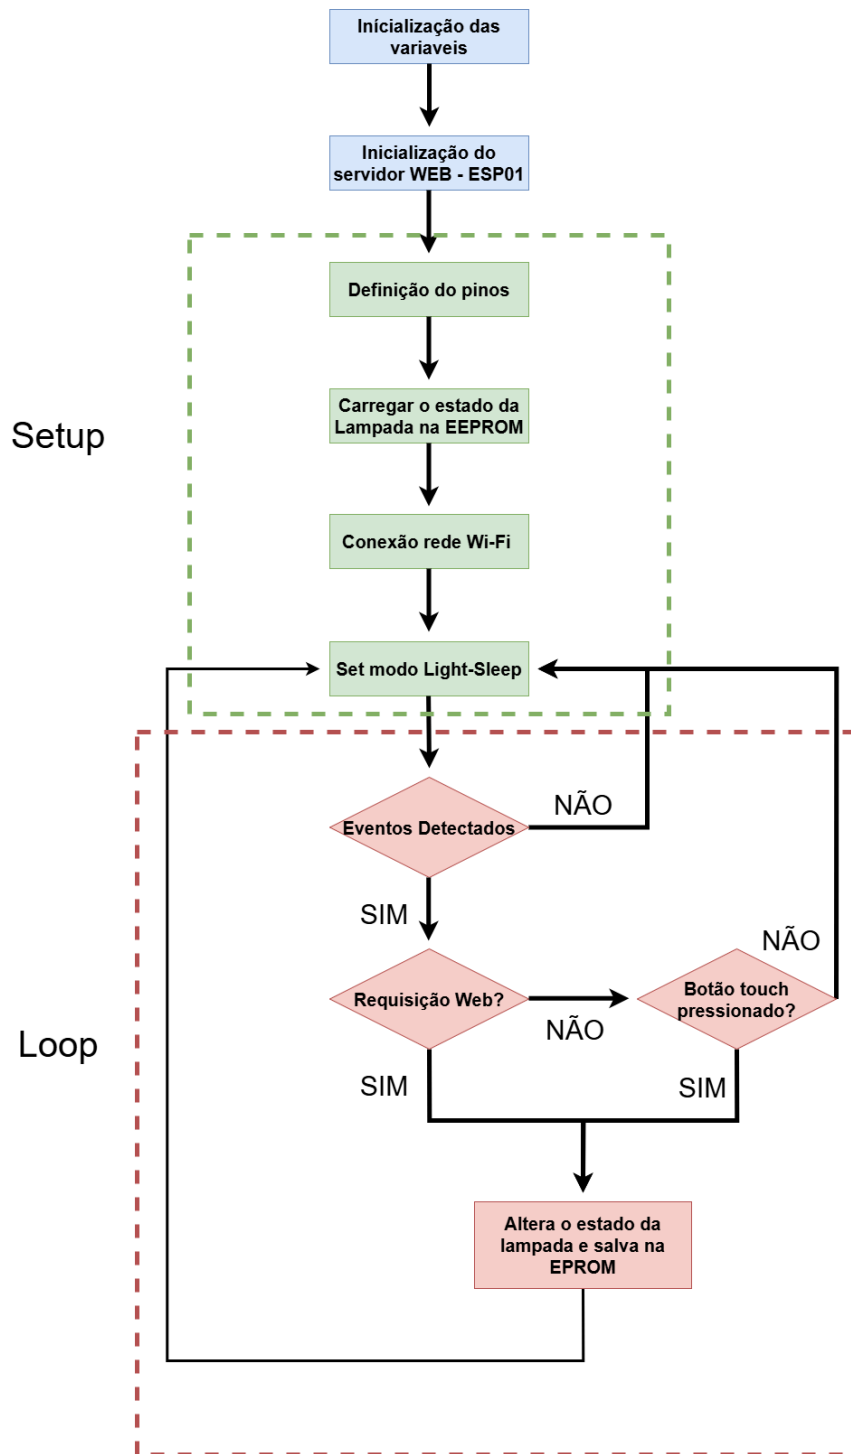 Inícialização das
variaveis
Inicialização do
servidor WEB - ESP01
Definição do pinos
Setup
Carregar o estado da
Lampada na EEPROM
Conexão rede Wi-Fi
Set modo Light-Sleep
Eventos Detectados
NÃO
SIM
Requisição Web?
NÃO
Botão touch
pressionado?
NÃO
Loop
SIM
SIM
Altera o estado da
lampada e salva na
EPROM